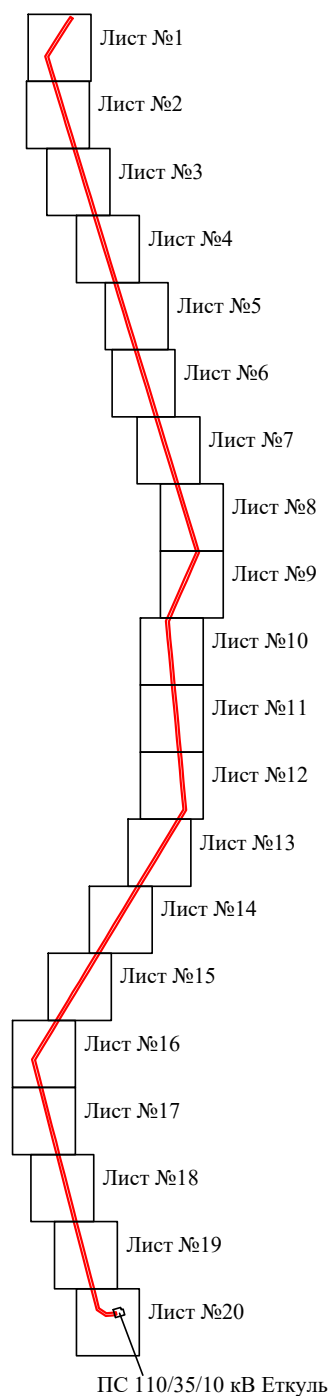 Лист №1
Лист №2
Лист №3
Лист №4
Лист №5
Лист №6
Лист №7
Лист №8
Лист №9
Лист №10
Лист №11
Лист №12
Лист №13
Лист №14
Лист №15
Лист №16
Лист №17
Лист №18
Лист №19
Лист №20
ПС 110/35/10 кВ Еткуль